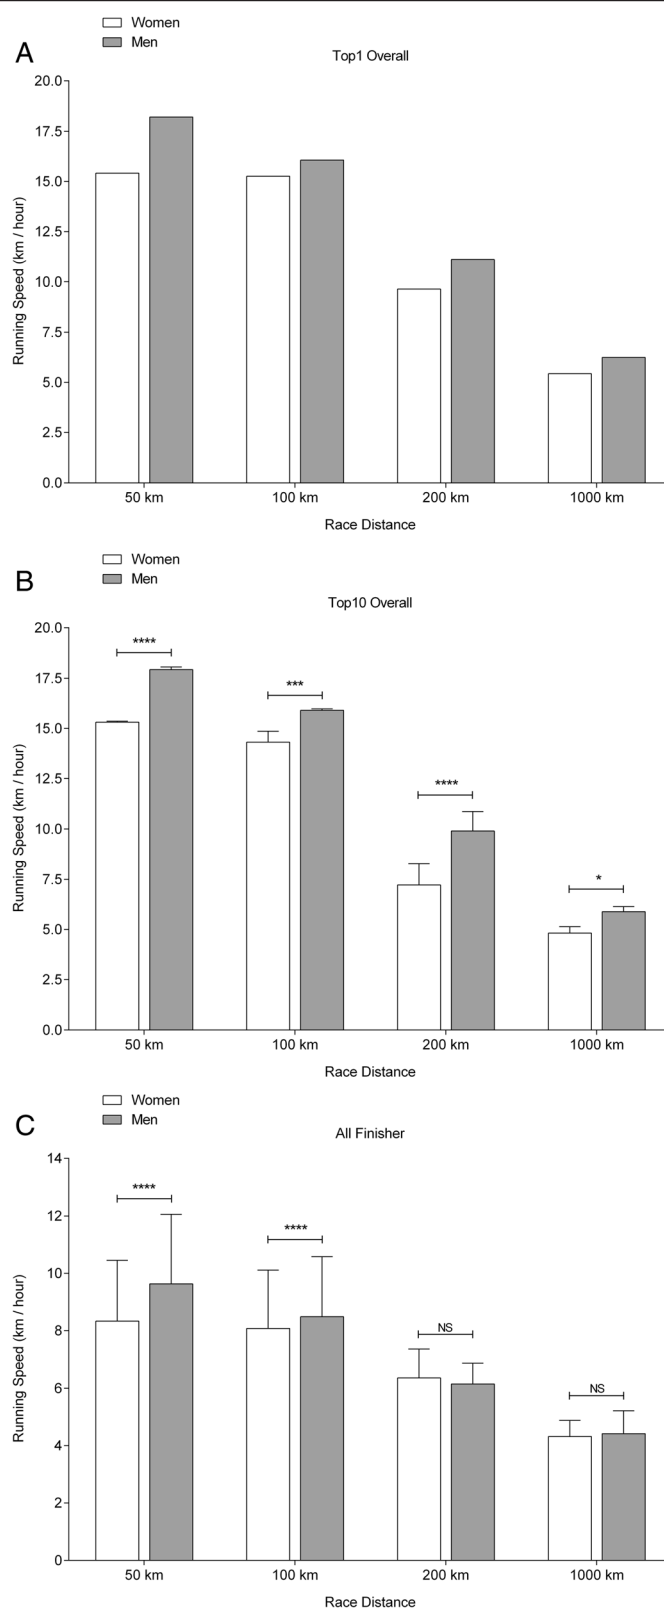 Women
Men
A
Top1 Overall
20.0
17.5
15.0
12.5
10.0
7.5
5.0
2.5
0.0
Running Speed (km / hour)
50 km 100 km 200 km 1000 km
Race Distance
Women
Men
B
Top10 Overall
20.0
17.5
15.0
12.5
10.0
7.5
5.0
2.5
0.0
Running Speed (km / hour)
****
***
****
*
50 km 100 km 200 km 1000 km
Race Distance
Women
Men
C
All Finisher
14
12
10
8
6
4
2
0
Running Speed (km / hour)
****
****
NS
NS
50 km 100 km 200 km 1000 km
Race Distance